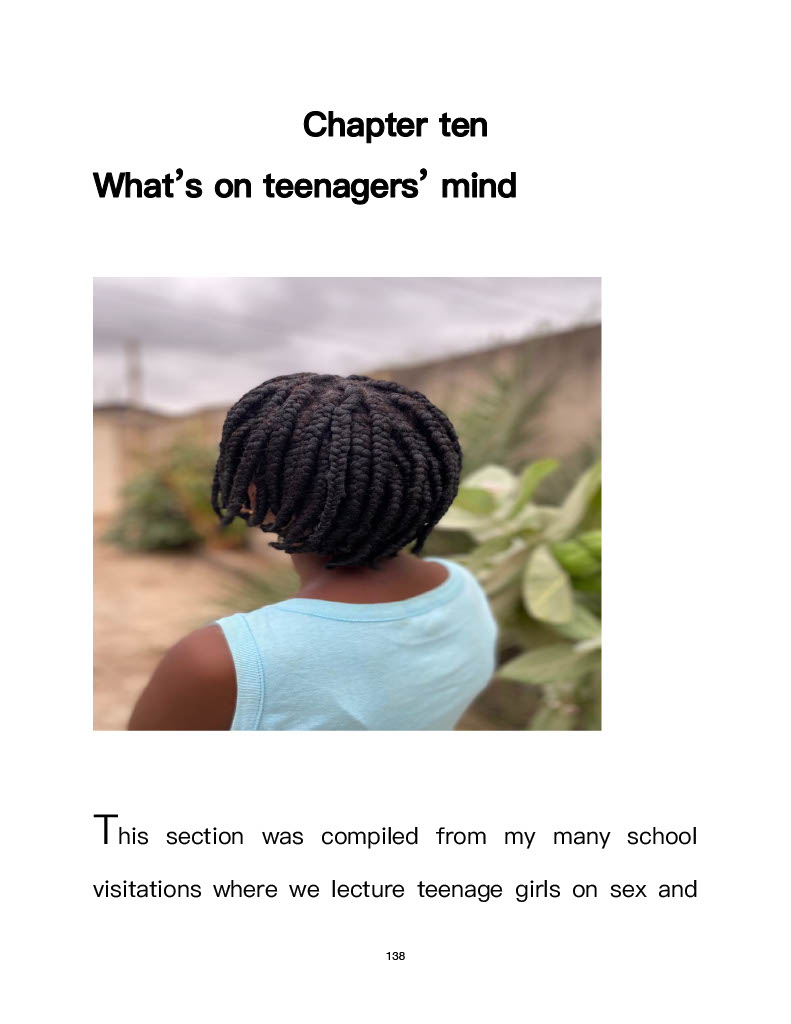 Chapter ten
What’s on teenagers’ mind
This section was compiled from my many school
visitations where we lecture teenage girls on sex and
138